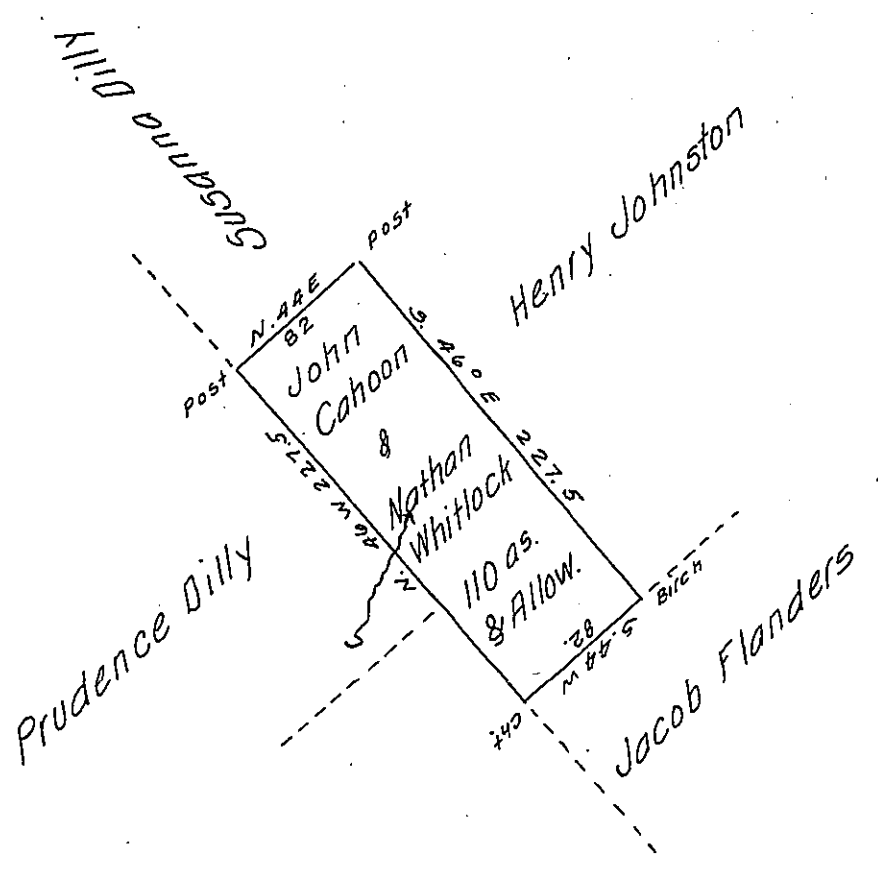 Susanna Dilly
post
Henry Johnston
N. 44 E
82
post
John
Cahoon
&
Nathan
Whitlock
110 as.
& Allow.
S. 46 o E 227.5
N. 46 W 227.5
Prudence Dilly
Birch
S. 44 W
82.
Cht.
Jacob Flanders